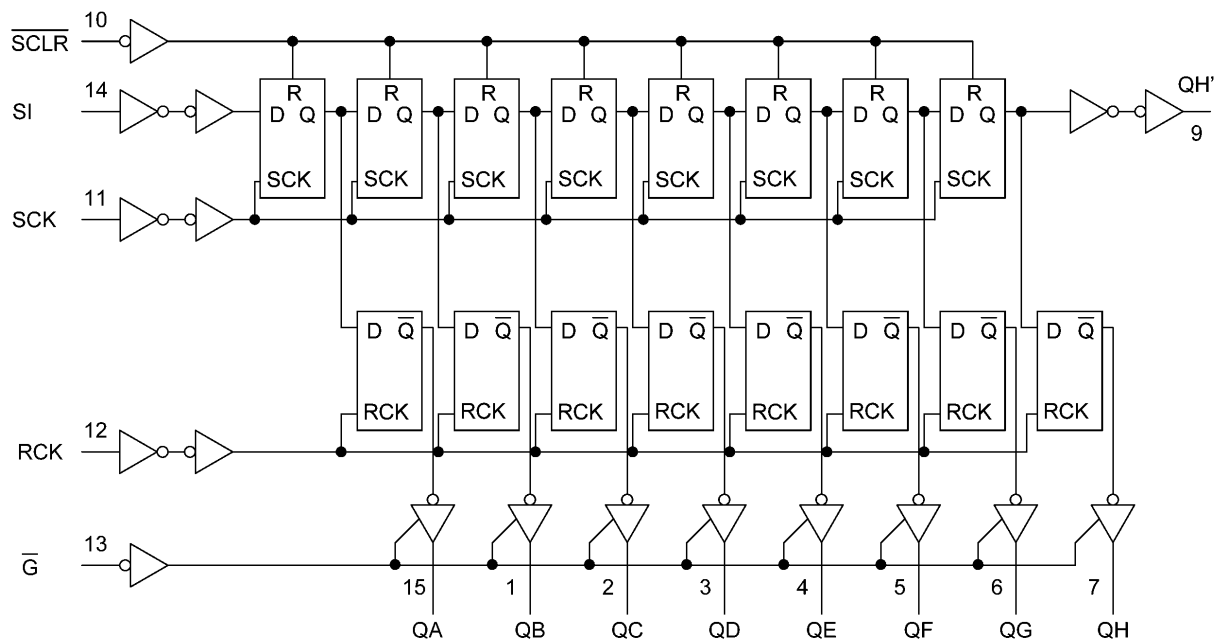 10
S̅C̅L̅R̅
R R R R R R R R
14
SI
D Q D Q D Q D Q D Q D Q D Q D Q
QH'
9
SCK SCK SCK SCK SCK SCK SCK SCK
11
SCK
D Q̅ D Q̅ D Q̅ D Q̅ D Q̅ D Q̅ D Q̅ D Q̅
RCK RCK RCK RCK RCK RCK RCK RCK
12
RCK
13
G̅
15 1 2 3 4 5 6 7
QA QB QC QD QE QF QG QH